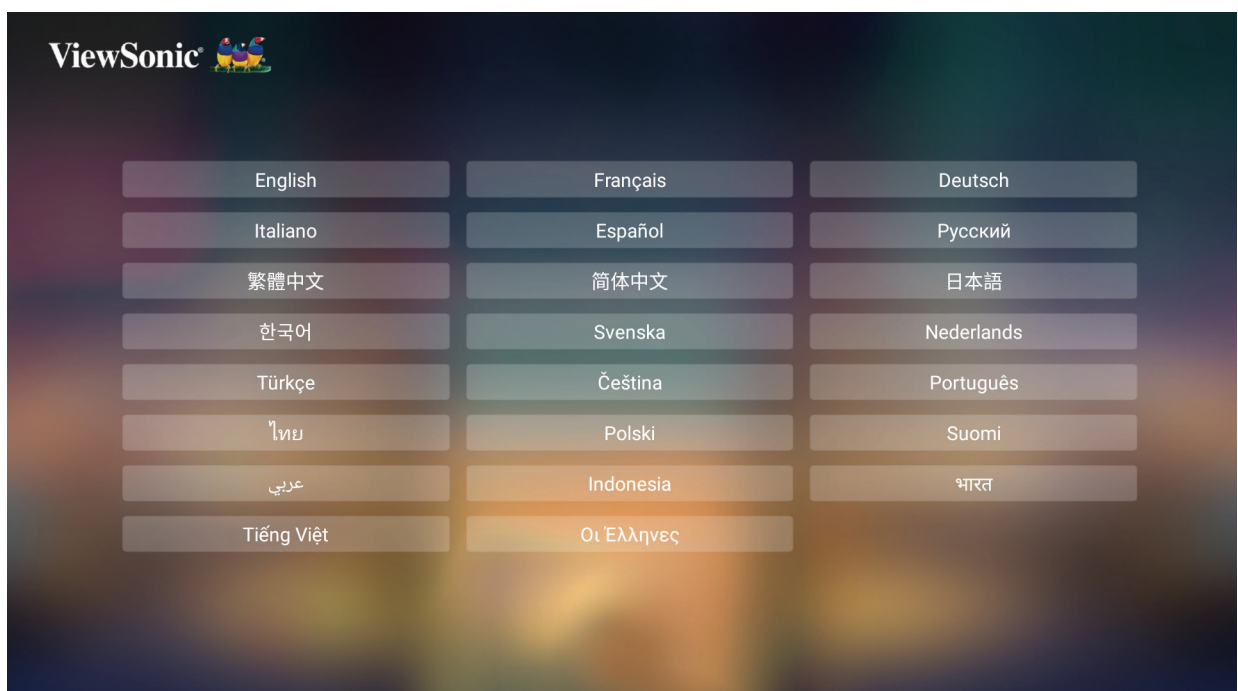 ViewSonic®
English Français Deutsch
Italiano Español Русский
繁體中文 简体中文 日本語
한국어 Svenska Nederlands
Türkçe Čeština Português
ไทย Polski Suomi
عربي Indonesia भारत
Tiếng Việt Οι Έλληνες